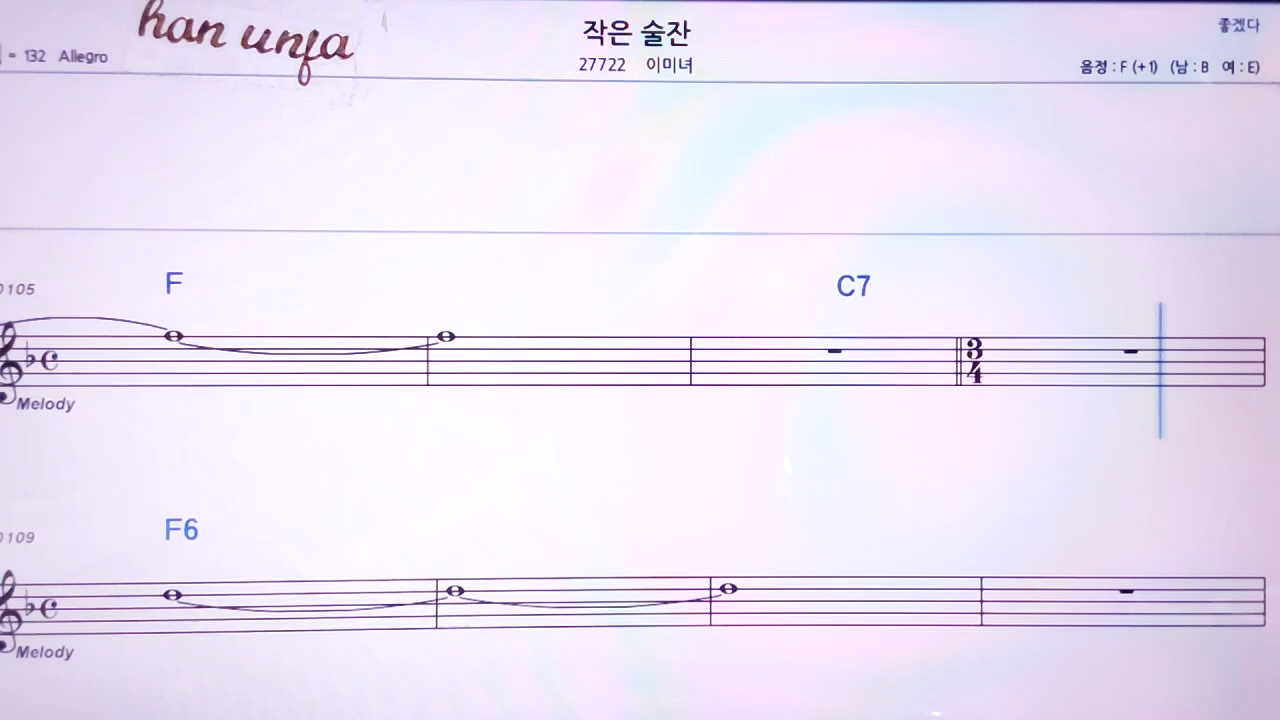 han unja
작은 술잔
좋겠다
= 132 Allegro
27722 이미녀
음정 : F (+1) (남 : B 여 : E)
0105
F
C7
3
4
Melody
0109
F6
Melody